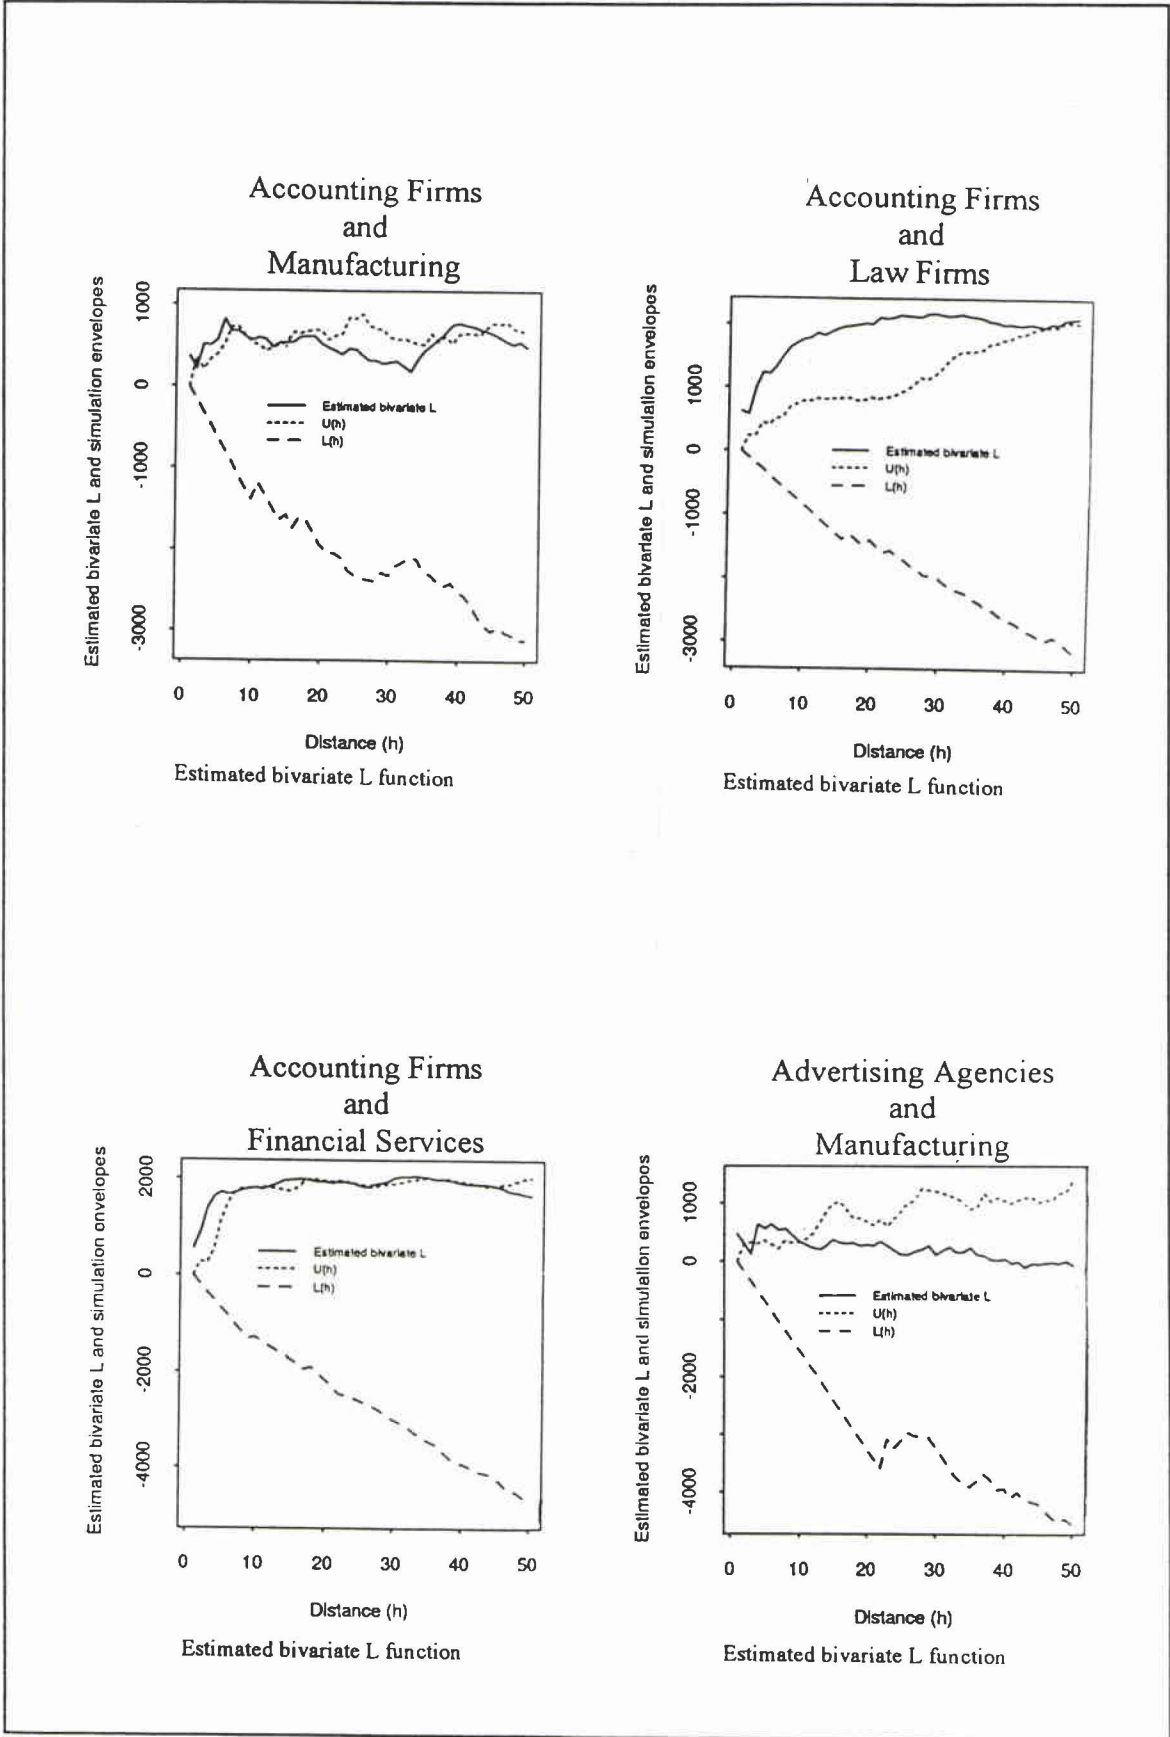 Accounting Firms
and
Manufacturing
Estimated bivariate L and simulation envelopes
1000
0
-1000
-3000
Estimated bivariate L
U(h)
L(h)
0 10 20 30 40 50
Distance (h)
Estimated bivariate L function
Accounting Firms
and
Law Firms
Estimated bivariate L and simulation envelopes
1000
0
-1000
-3000
Estimated bivariate L
U(h)
L(h)
0 10 20 30 40 50
Distance (h)
Estimated bivariate L function
Accounting Firms
and
Financial Services
Estimated bivariate L and simulation envelopes
2000
0
-2000
-4000
Estimated bivariate L
U(h)
L(h)
0 10 20 30 40 50
Distance (h)
Estimated bivariate L function
Advertising Agencies
and
Manufacturing
Estimated bivariate L and simulation envelopes
1000
0
-2000
-4000
Estimated bivariate L
U(h)
L(h)
0 10 20 30 40 50
Distance (h)
Estimated bivariate L function